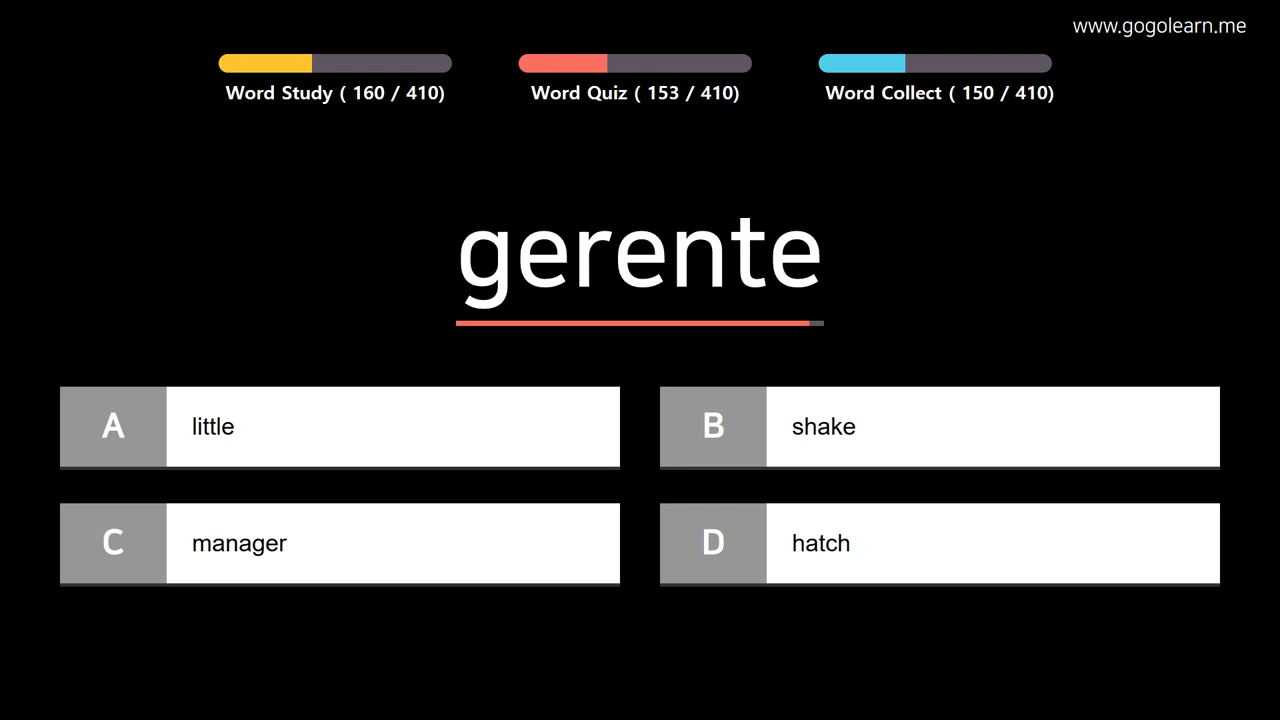 www.gogolearn.me
Word Study ( 160 / 410)
Word Quiz ( 153 / 410)
Word Collect ( 150 / 410)
gerente
A little
B shake
C manager
D hatch